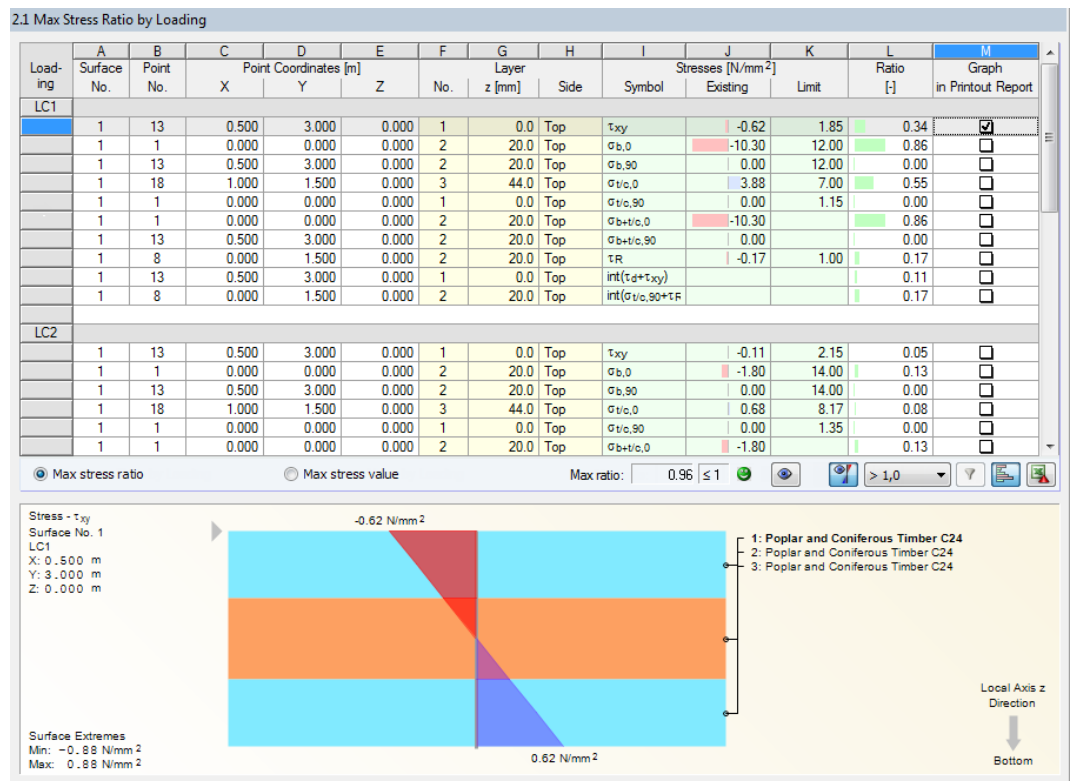 2.1 Max Stress Ratio by Loading
A B C D E F G H I J K L M
Load- Surface Point Point Coordinates [m] Layer Stresses [N/mm2] Ratio Graph
ing No. No. X Y Z No. z [mm] Side Symbol Existing Limit [-] in Printout Report
LC1
1 13 0.500 3.000 0.000 1 0.0 Top τxy -0.62 1.85 0.34
1 1 0.000 0.000 0.000 2 20.0 Top σb,0 -10.30 12.00 0.86
1 13 0.500 3.000 0.000 2 20.0 Top σb,90 0.00 12.00 0.00
1 18 1.000 1.500 0.000 3 44.0 Top σt/c,0 3.88 7.00 0.55
1 1 0.000 0.000 0.000 1 0.0 Top σt/c,90 0.00 1.15 0.00
1 1 0.000 0.000 0.000 2 20.0 Top σb+t/c,0 -10.30 0.86
1 13 0.500 3.000 0.000 2 20.0 Top σb+t/c,90 0.00 0.00
1 8 0.000 1.500 0.000 2 20.0 Top τR -0.17 1.00 0.17
1 13 0.500 3.000 0.000 1 0.0 Top int(τd+τxy) 0.11
1 8 0.000 1.500 0.000 2 20.0 Top int(σt/c,90+τR 0.17
LC2
1 13 0.500 3.000 0.000 1 0.0 Top τxy -0.11 2.15 0.05
1 1 0.000 0.000 0.000 2 20.0 Top σb,0 -1.80 14.00 0.13
1 13 0.500 3.000 0.000 2 20.0 Top σb,90 0.00 14.00 0.00
1 18 1.000 1.500 0.000 3 44.0 Top σt/c,0 0.68 8.17 0.08
1 1 0.000 0.000 0.000 1 0.0 Top σt/c,90 0.00 1.35 0.00
1 1 0.000 0.000 0.000 2 20.0 Top σb+t/c,0 -1.80 0.13
Max stress ratio Max stress value Max ratio: 0.96 ≤ 1 > 1,0
Stress - τxy
Surface No. 1
LC1
X: 0.500 m
Y: 3.000 m
Z: 0.000 m
-0.62 N/mm2
1: Poplar and Coniferous Timber C24
2: Poplar and Coniferous Timber C24
3: Poplar and Coniferous Timber C24
Local Axis z
Direction
Bottom
0.62 N/mm2
Surface Extremes
Min: -0.88 N/mm2
Max: 0.88 N/mm2